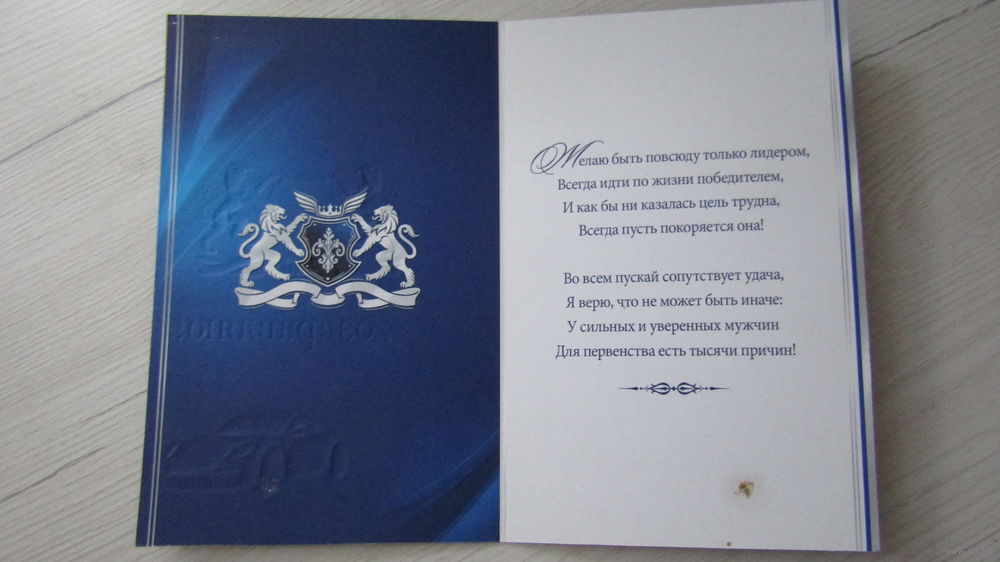 Желаю быть повсюду только лидером,
Всегда идти по жизни победителем,
И как бы ни казалась цель трудна,
Всегда пусть покоряется она!
Во всем пускай сопутствует удача,
Я верю, что не может быть иначе:
У сильных и уверенных мужчин
Для первенства есть тысячи причин!